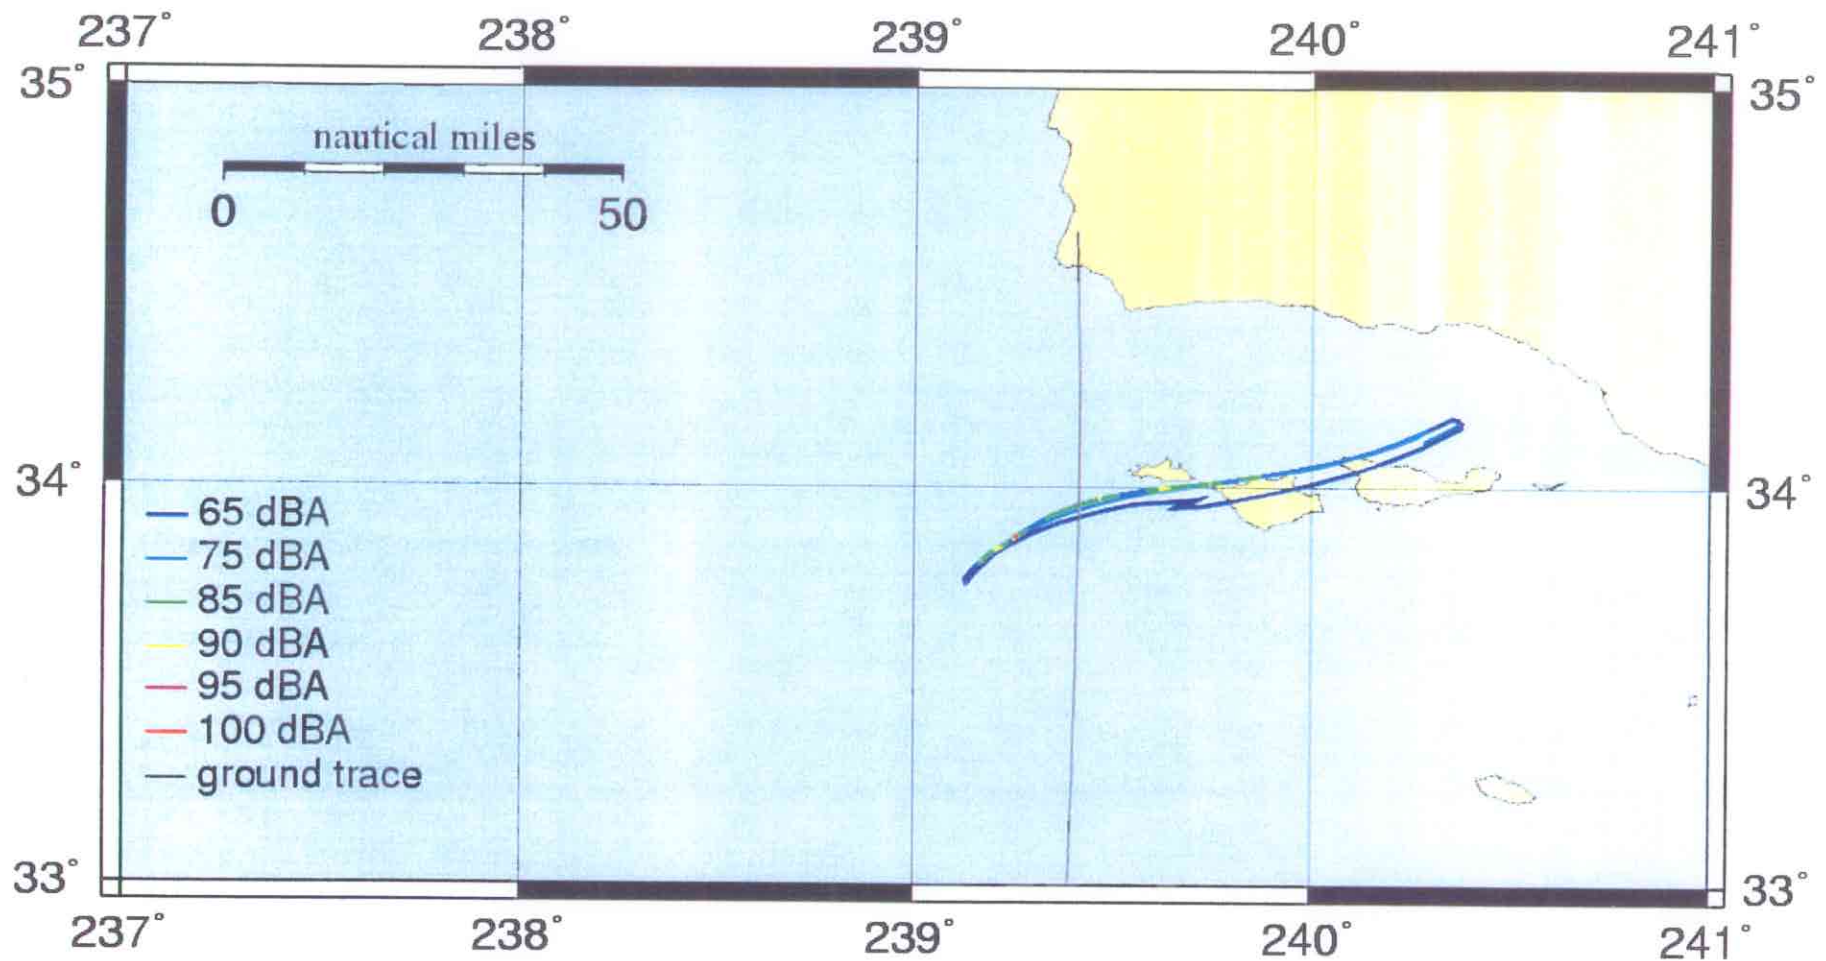 237° 238° 239° 240° 241°
35° 35°
nautical miles
0 50
34° 34°
65 dBA
75 dBA
85 dBA
90 dBA
95 dBA
100 dBA
ground trace
33° 33°
237° 238° 239° 240° 241°